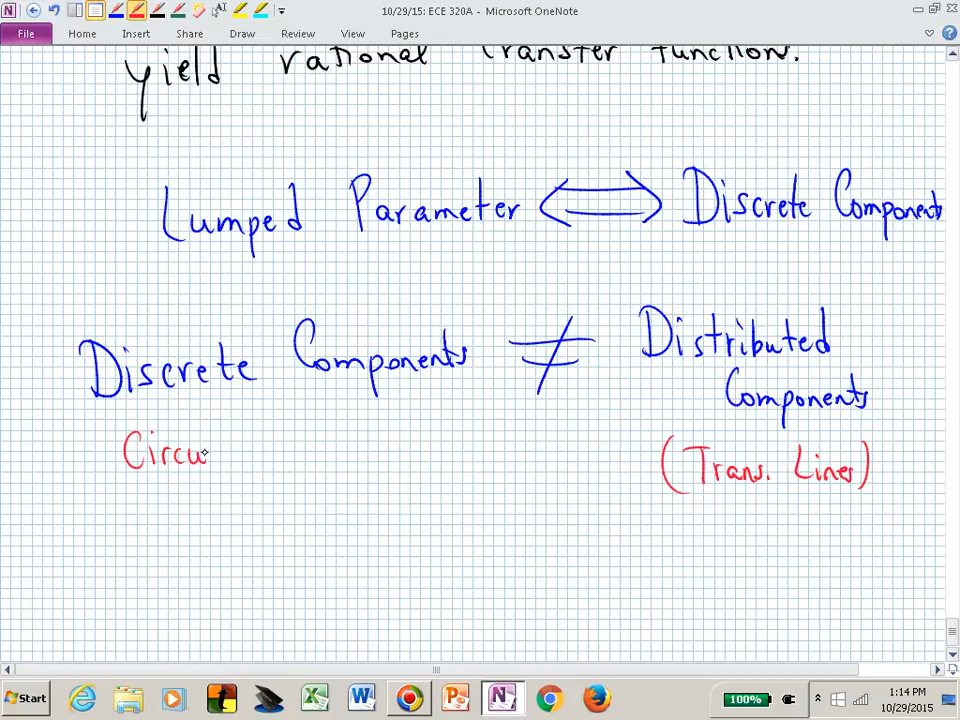 10/29/15: ECE 320A - Microsoft OneNote
File Home Insert Share Draw Review View Pages
yield rational transfer function.
Lumped Parameter ⇔ Discrete Components
Discrete Components ≠ Distributed
Components
Circu
(Trans. Lines)
Start
100%
1:14 PM
10/29/2015